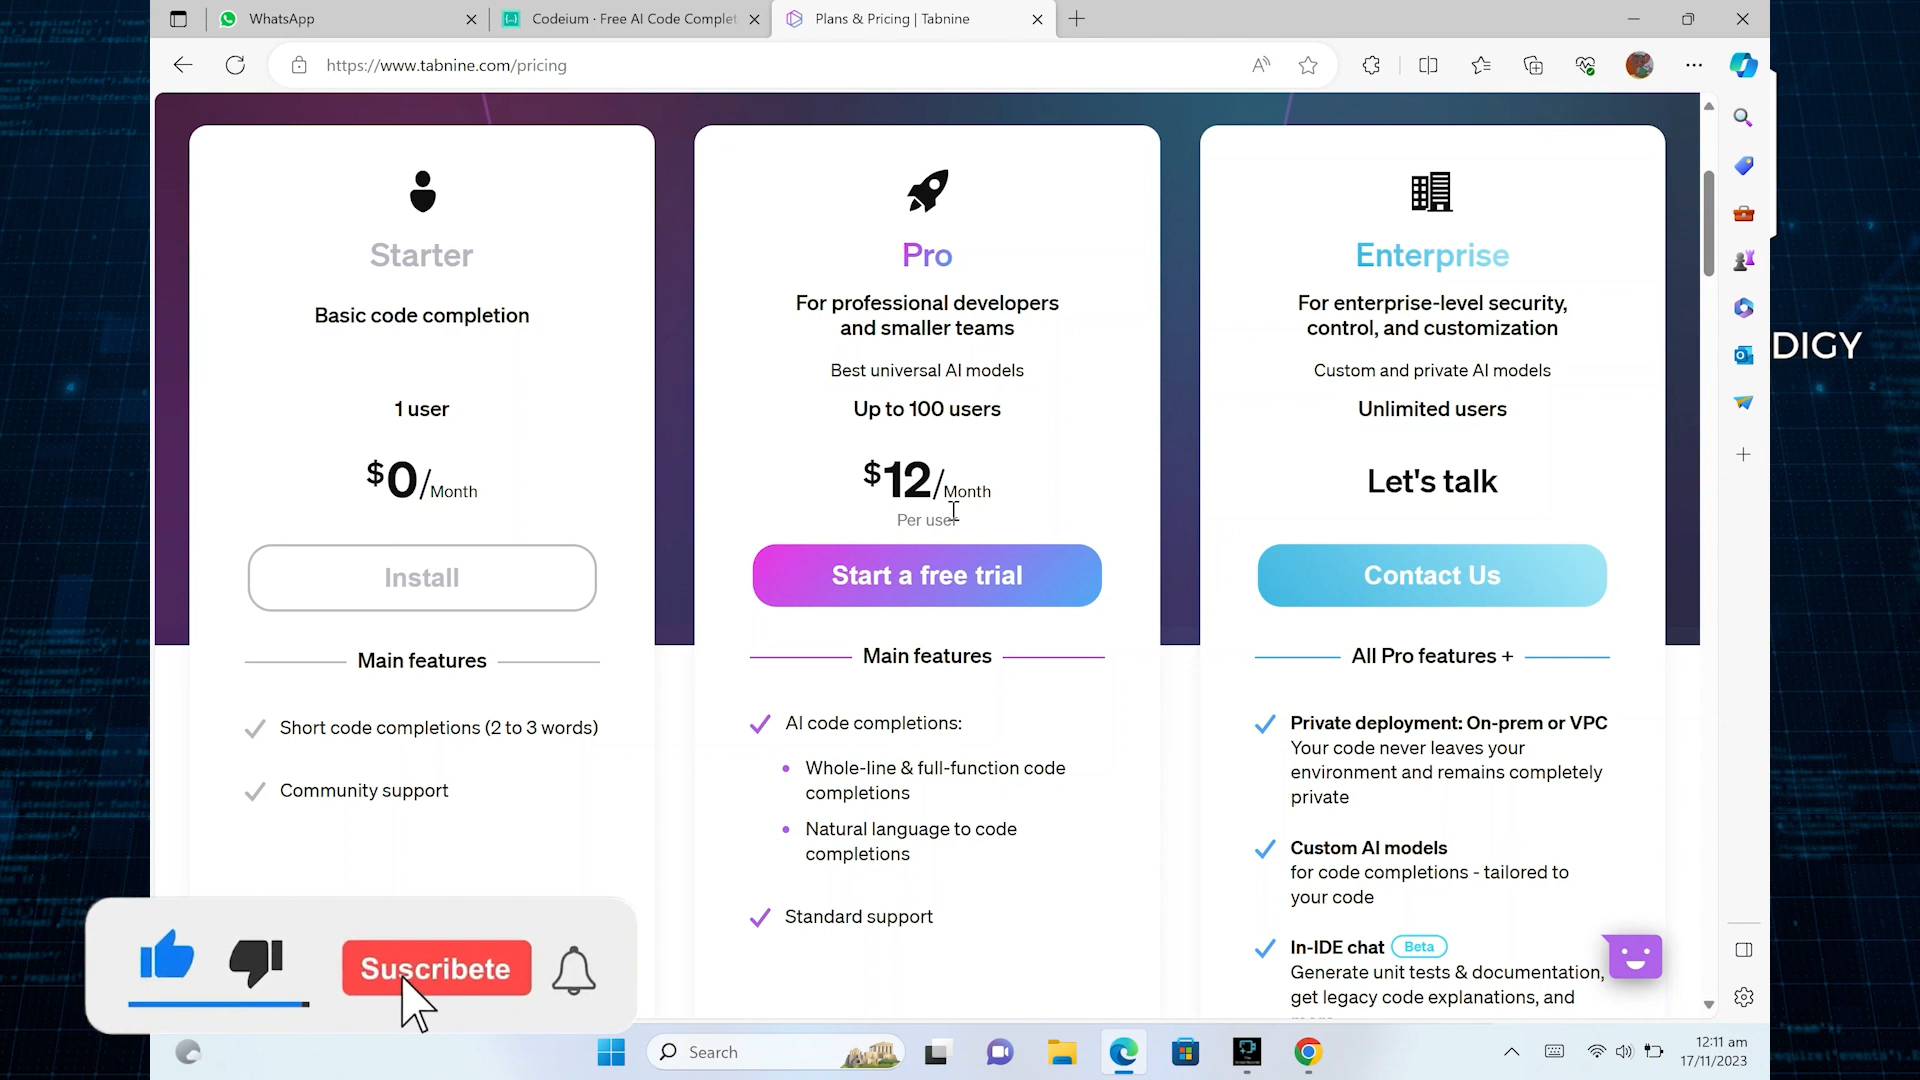 WhatsApp
Codeium · Free AI Code Complet
Plans & Pricing | Tabnine
https://www.tabnine.com/pricing
Starter
Basic code completion
1 user
$0/Month
Install
Main features
Short code completions (2 to 3 words)
Community support
Pro
For professional developers
and smaller teams
Best universal AI models
Up to 100 users
$12/Month
Per user
Start a free trial
Main features
AI code completions:
Whole-line & full-function code
completions
Natural language to code
completions
Standard support
Enterprise
For enterprise-level security,
control, and customization
Custom and private AI models
Unlimited users
Let's talk
Contact Us
All Pro features +
Private deployment: On-prem or VPC
Your code never leaves your
environment and remains completely
private
Custom AI models
for code completions - tailored to
your code
In-IDE chat Beta
Generate unit tests & documentation,
get legacy code explanations, and
DIGY
Suscribete
Search
12:11 am
17/11/2023